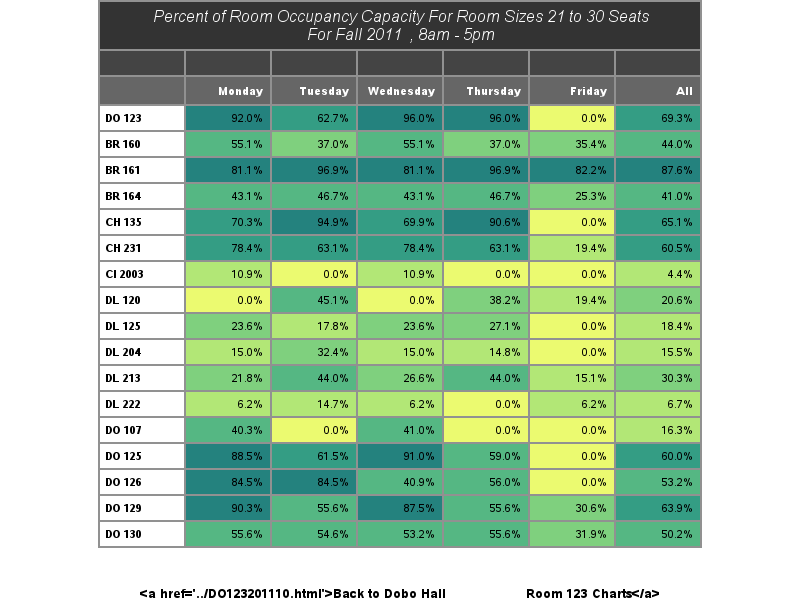 Percent of Room Occupancy Capacity For Room Sizes 21 to 30 Seats
For Fall 2011  , 8am - 5pm
Monday Tuesday Wednesday Thursday Friday All
DO 123 92.0% 62.7% 96.0% 96.0% 0.0% 69.3%
BR 160 55.1% 37.0% 55.1% 37.0% 35.4% 44.0%
BR 161 81.1% 96.9% 81.1% 96.9% 82.2% 87.6%
BR 164 43.1% 46.7% 43.1% 46.7% 25.3% 41.0%
CH 135 70.3% 94.9% 69.9% 90.6% 0.0% 65.1%
CH 231 78.4% 63.1% 78.4% 63.1% 19.4% 60.5%
CI 2003 10.9% 0.0% 10.9% 0.0% 0.0% 4.4%
DL 120 0.0% 45.1% 0.0% 38.2% 19.4% 20.6%
DL 125 23.6% 17.8% 23.6% 27.1% 0.0% 18.4%
DL 204 15.0% 32.4% 15.0% 14.8% 0.0% 15.5%
DL 213 21.8% 44.0% 26.6% 44.0% 15.1% 30.3%
DL 222 6.2% 14.7% 6.2% 0.0% 6.2% 6.7%
DO 107 40.3% 0.0% 41.0% 0.0% 0.0% 16.3%
DO 125 88.5% 61.5% 91.0% 59.0% 0.0% 60.0%
DO 126 84.5% 84.5% 40.9% 56.0% 0.0% 53.2%
DO 129 90.3% 55.6% 87.5% 55.6% 30.6% 63.9%
DO 130 55.6% 54.6% 53.2% 55.6% 31.9% 50.2%
<a href='../DO123201110.html'>Back to Dobo Hall Room 123 Charts</a>